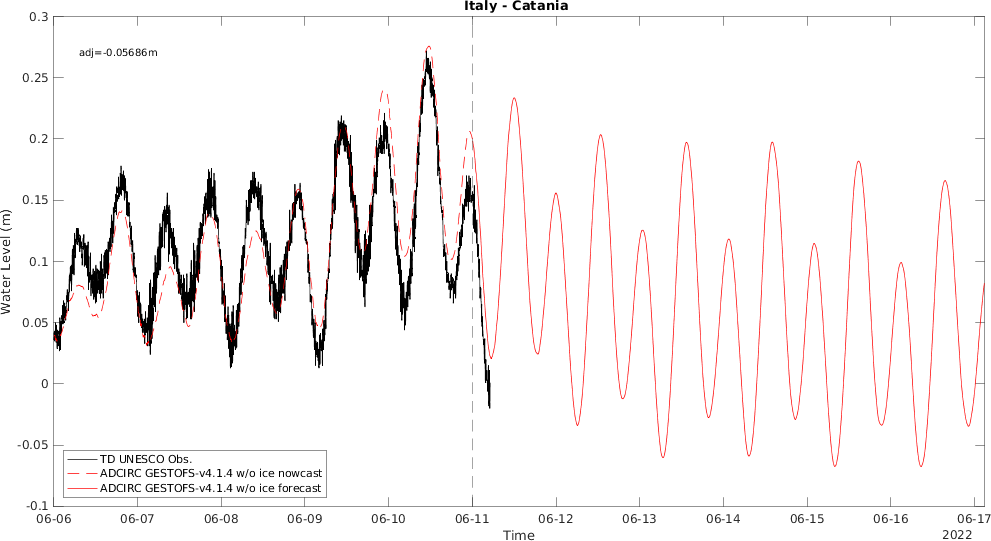 Italy - Catania
adj=-0.05686m
0.3
0.25
0.2
0.15
0.1
0.05
0
-0.05
-0.1
Water Level (m)
TD UNESCO Obs.
ADCIRC GESTOFS-v4.1.4 w/o ice nowcast
ADCIRC GESTOFS-v4.1.4 w/o ice forecast
06-06 06-07 06-08 06-09 06-10 06-11 06-12 06-13 06-14 06-15 06-16 06-17
Time
2022